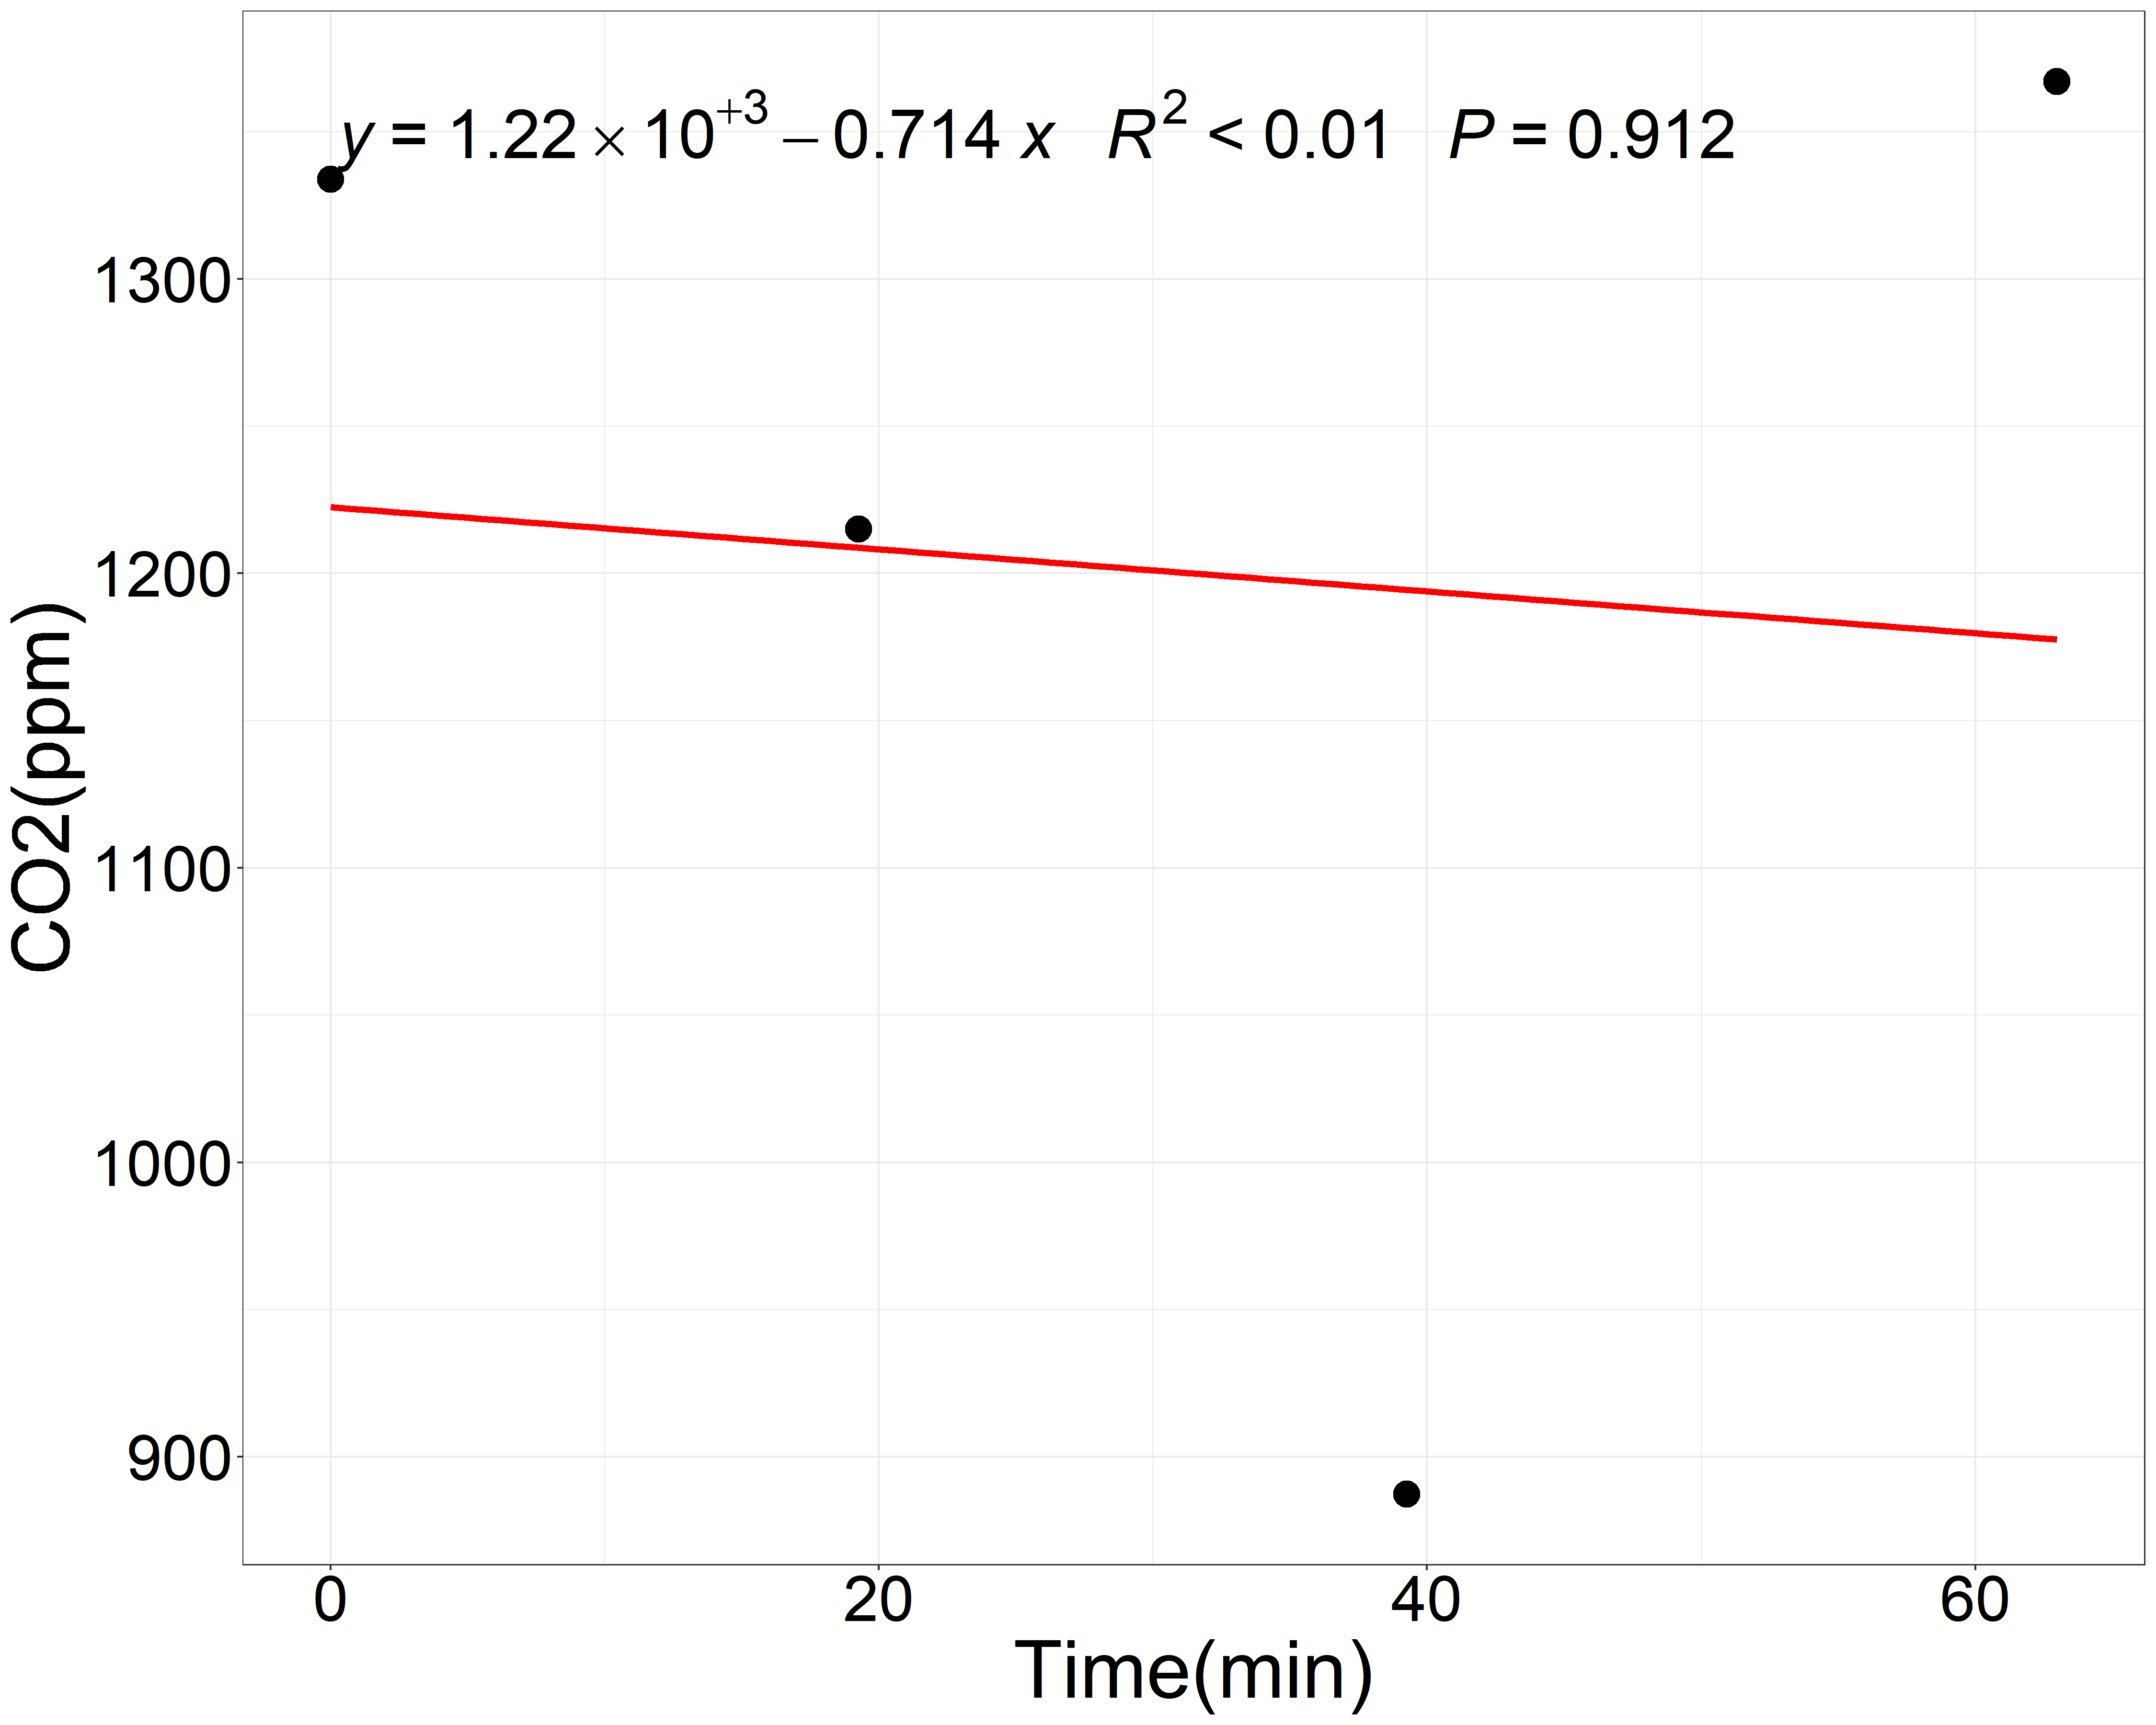 y = 1.22 × 10⁺³ − 0.714 x R² < 0.01 P = 0.912
1300
1200
1100
1000
900
CO2(ppm)
0 20 40 60
Time(min)